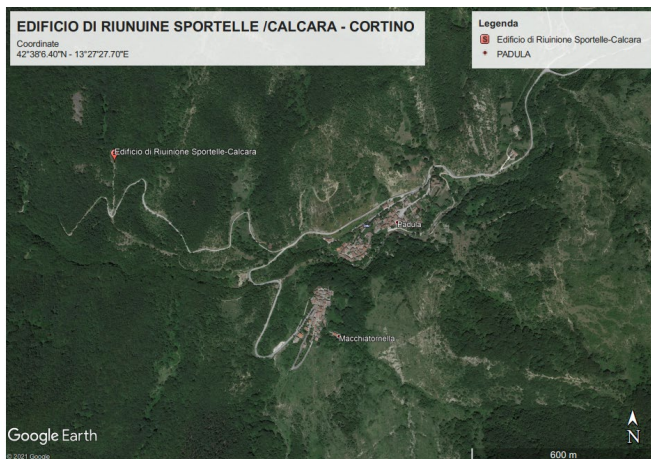 EDIFICIO DI RIUNUINE SPORTELLE /CALCARA - CORTINO
Coordinate
42°38'6.40"N - 13°27'27.70"E
Legenda
S Edificio di Riuinione Sportelle-Calcara
PADULA
Edificio di Riuinione Sportelle-Calcara
Padula
Macchiatornella
Google Earth
© 2021 Google
N
600 m